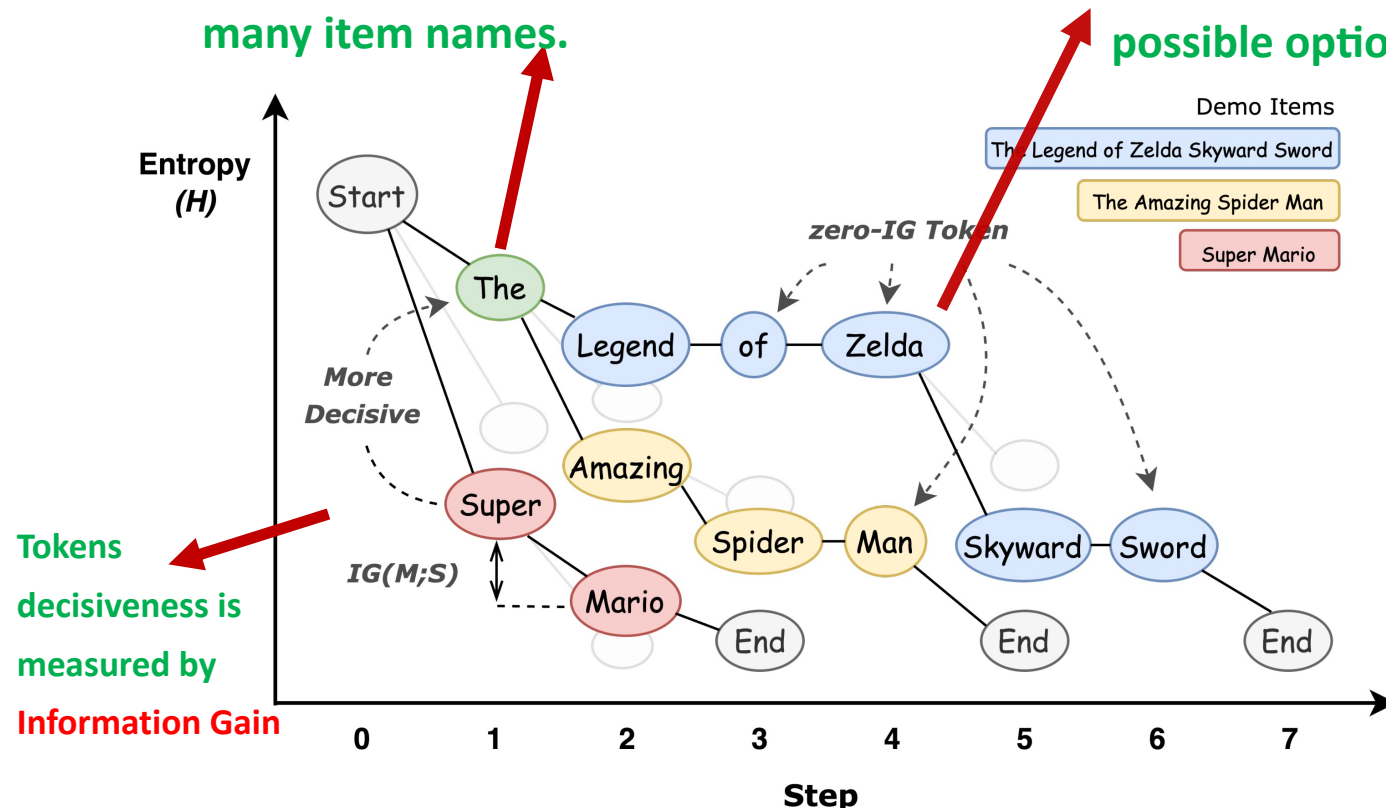 many item names.
possible optio
Demo Items
The Legend of Zelda Skyward Sword
The Amazing Spider Man
Super Mario
Entropy
(H)
Start
zero-IG Token
The
Legend
of
Zelda
More
Decisive
Amazing
Super
Spider
Man
Skyward
Sword
IG(M;S)
Mario
End
End
End
Tokens
decisiveness is
measured by
Information Gain
0 1 2 3 4 5 6 7
Step